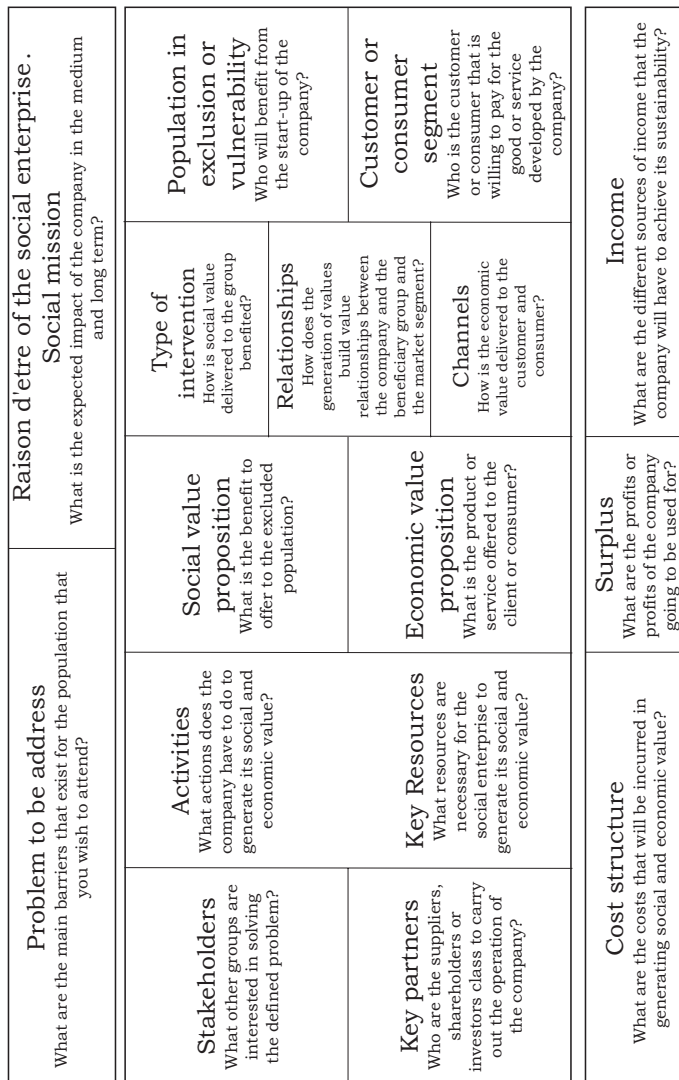 Problem to be address
What are the main barriers that exist for the population that
you wish to attend?
Raison d'etre of the social enterprise.
Social mission
What is the expected impact of the company in the medium
and long term?
Stakeholders
What other groups are
interested in solving
the defined problem?
Key partners
Who are the suppliers,
shareholders or
investors class to carry
out the operation of
the company?
Activities
What actions does the
company have to do to
generate its social and
economic value?
Key Resources
What resources are
necessary for the
social enterprise to
generate its social and
economic value?
Social value
proposition
What is the benefit to
offer to the excluded
population?
Economic value
proposition
What is the product or
service offered to the
client or consumer?
Type of
intervention
How is social value
delivered to the group
benefited?
Relationships
How does the
generation of values
build value
relationships between
the company and the
beneficiary group and
the market segment?
Channels
How is the economic
value delivered to the
customer and
consumer?
Population in
exclusion or
vulnerability
Who will benefit from
the start-up of the
company?
Customer or
consumer
segment
Who is the customer
or consumer that is
willing to pay for the
good or service
developed by the
company?
Cost structure
What are the costs that will be incurred in
generating social and economic value?
Surplus
What are the profits or
profits of the company
going to be used for?
Income
What are the different sources of income that the
company will have to achieve its sustainability?